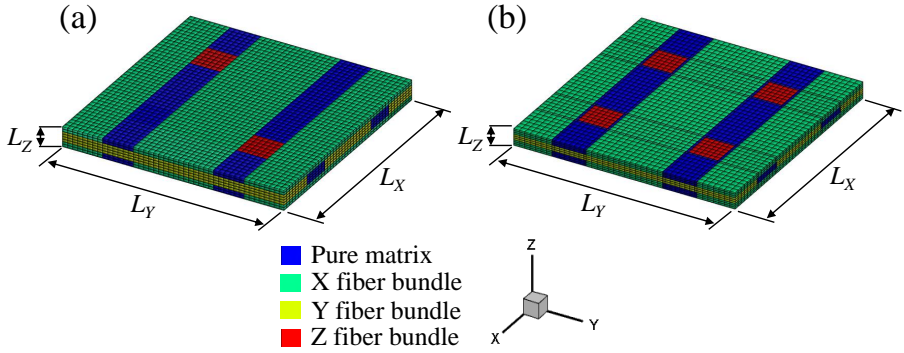 (a)
(b)
L_Z
L_Y
L_X
L_Z
L_Y
L_X
Pure matrix
X fiber bundle
Y fiber bundle
Z fiber bundle
Z
X
Y